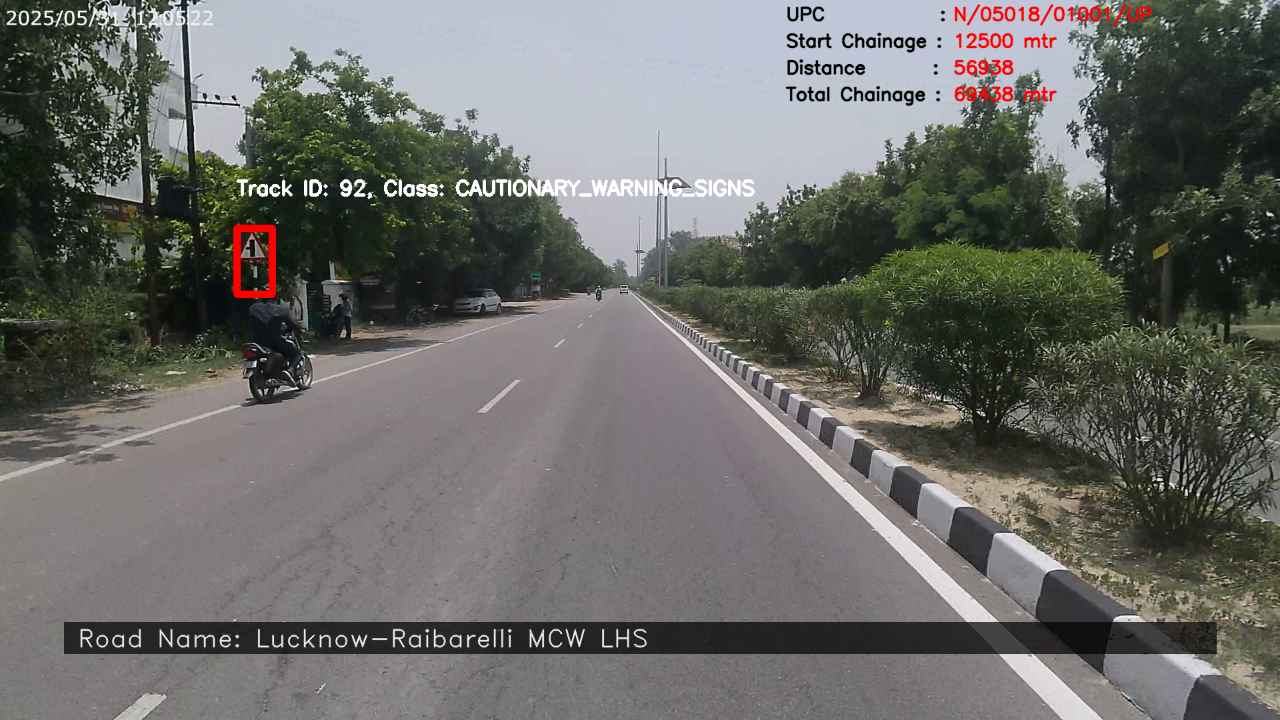 2025/05/31 12:05:22
UPC : N/05018/01001/UP
Start Chainage : 12500 mtr
Distance : 56938
Total Chainage : 69438 mtr
Track ID: 92, Class: CAUTIONARY_WARNING_SIGNS
Road Name: Lucknow-Raibarelli MCW LHS